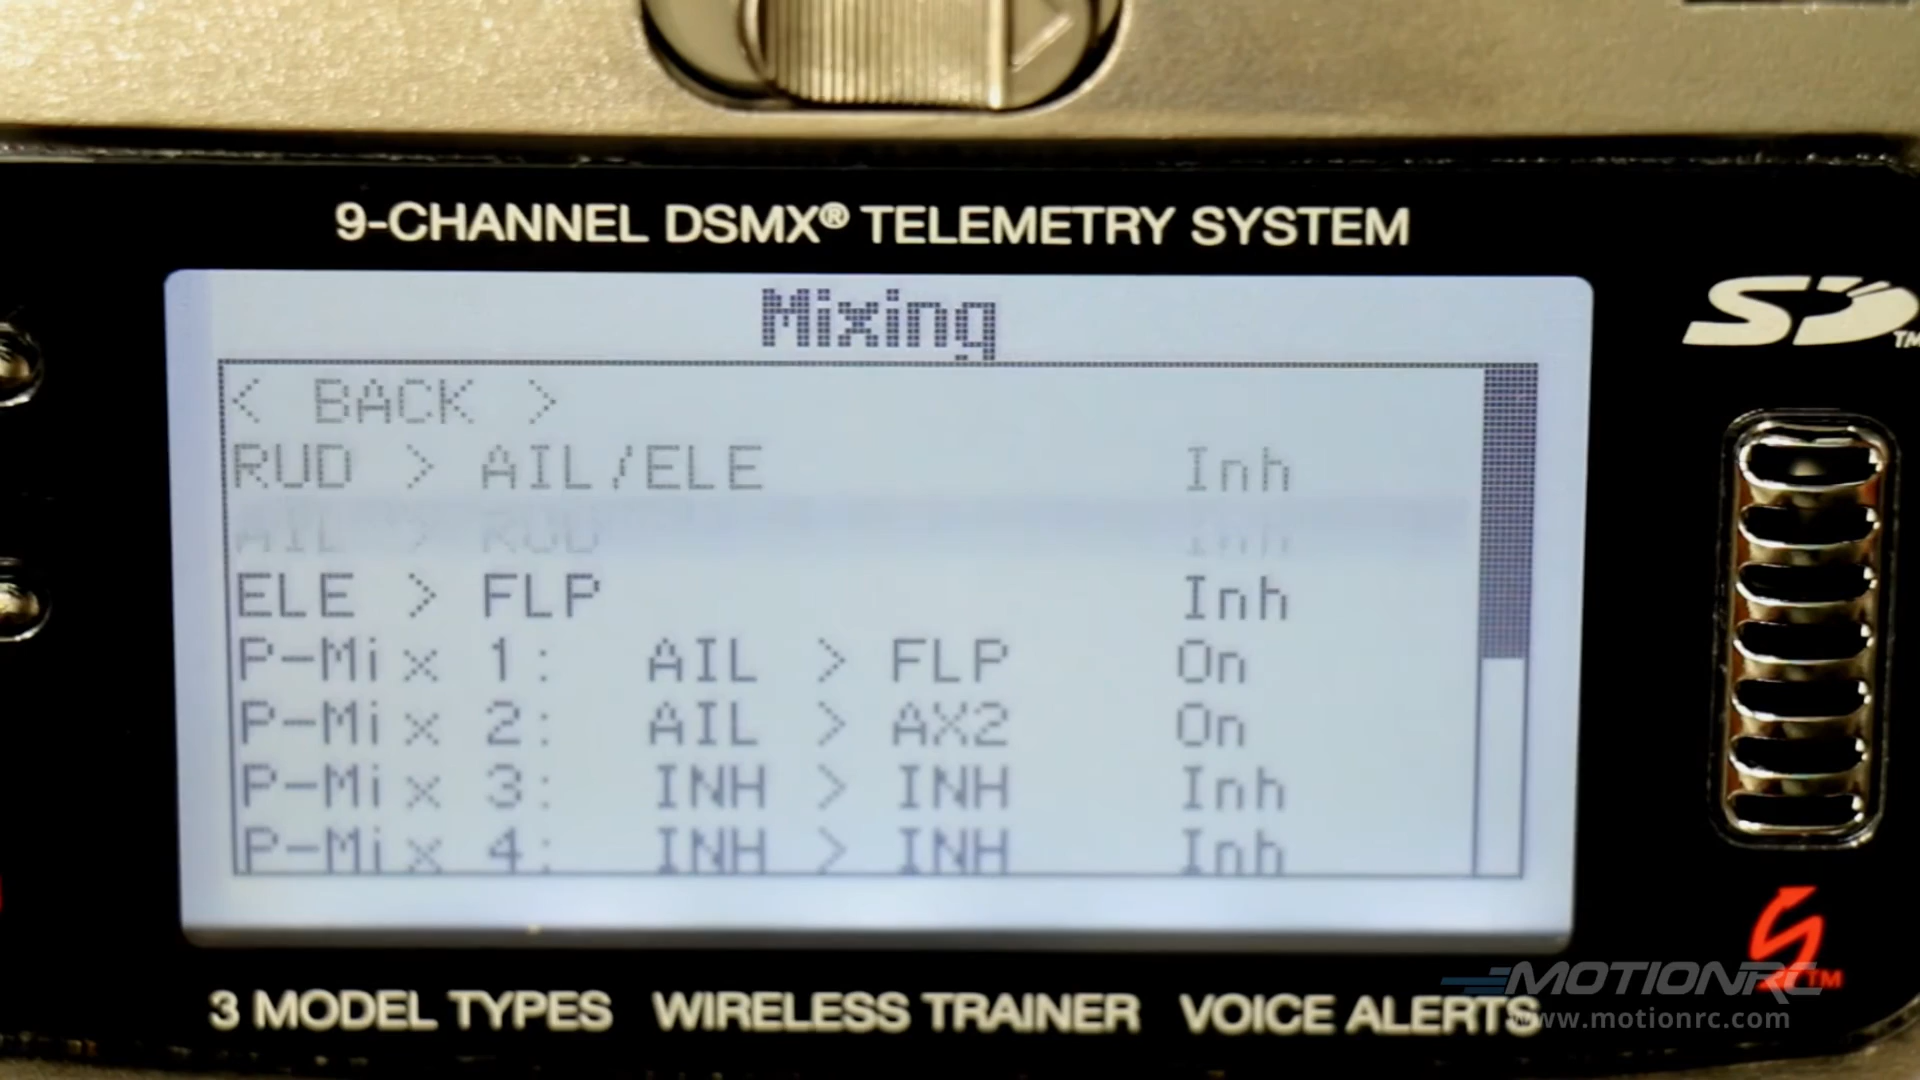 9-CHANNEL DSMX® TELEMETRY SYSTEM
Mixing
< BACK >
RUD > AIL/ELE Inh
AIL > RUD Inh
ELE > FLP Inh
P-Mix 1: AIL > FLP On
P-Mix 2: AIL > AX2 On
P-Mix 3: INH > INH Inh
P-Mix 4: INH > INH Inh
SD™
3 MODEL TYPES WIRELESS TRAINER VOICE ALERTS
MOTIONRC
www.motionrc.com
TM